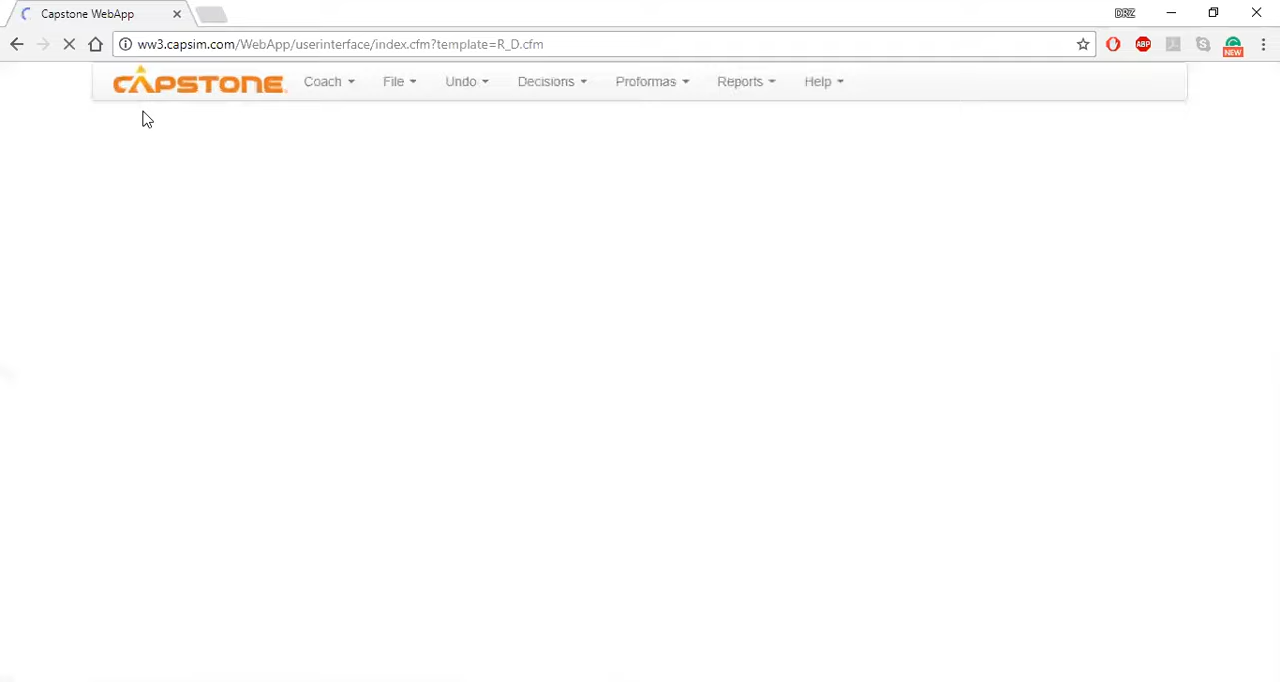 Capstone WebApp
DRZ
ww3.capsim.com/WebApp/userinterface/index.cfm?template=R_D.cfm
ABP
NEW
CAPSTONE
Coach File Undo Decisions Proformas Reports Help